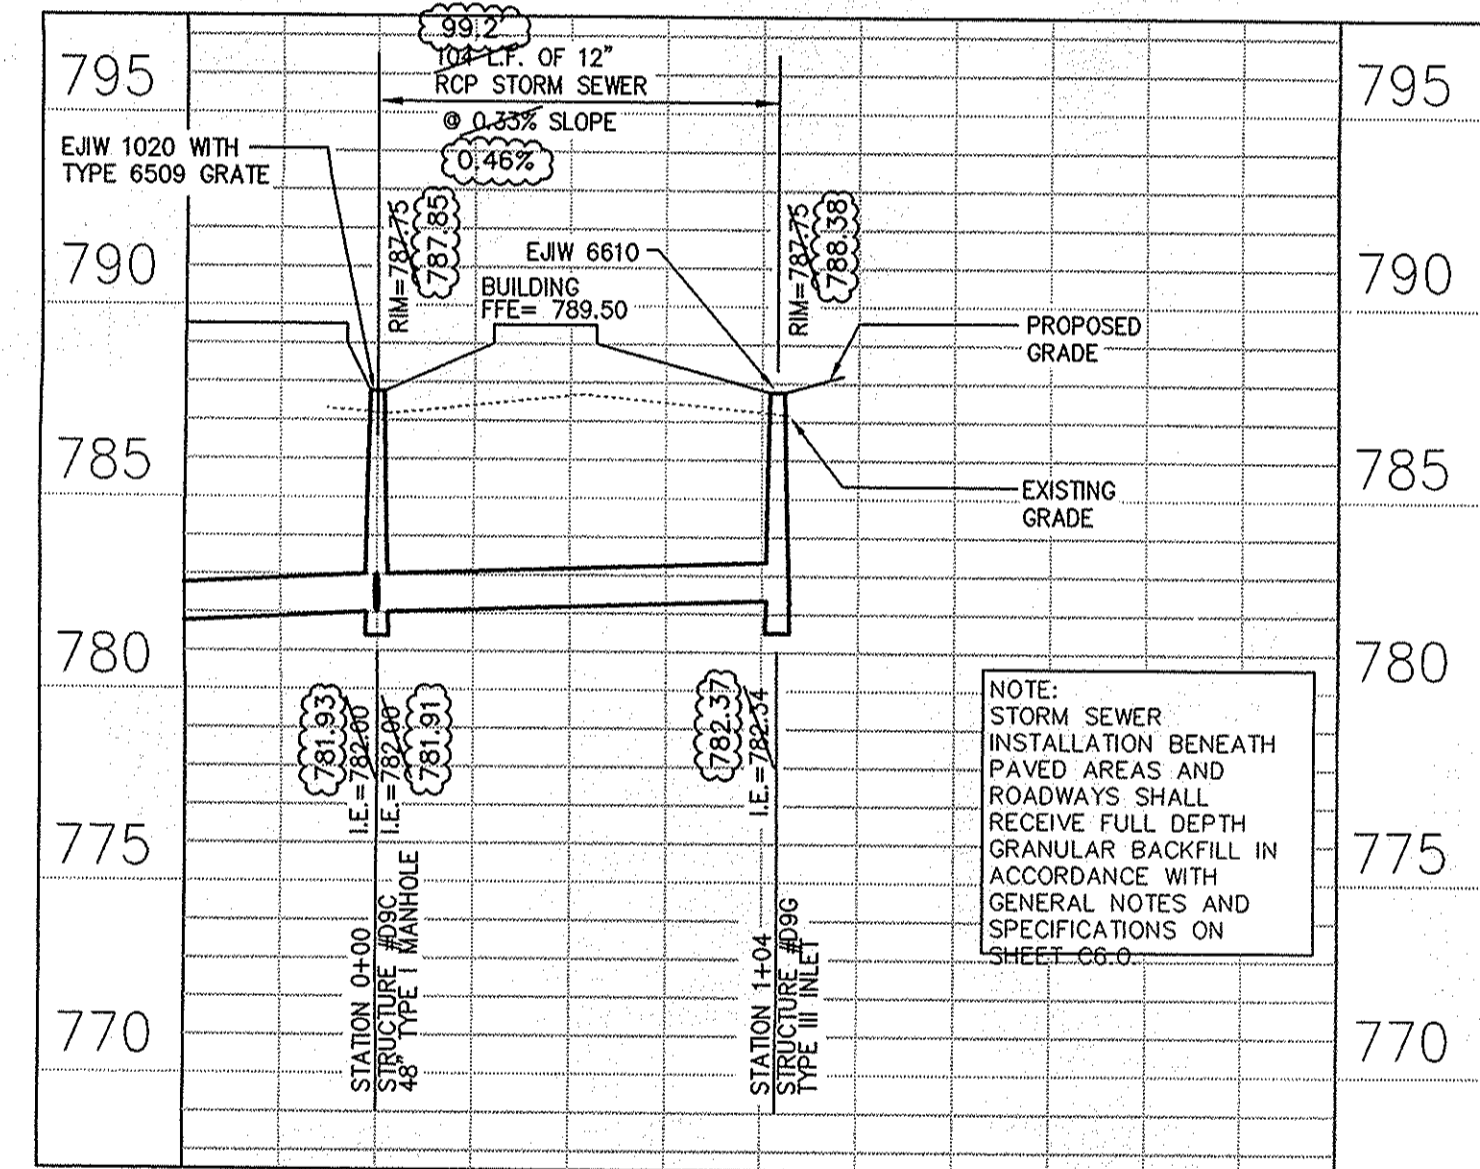 99.2
104 L.F. OF 12"
RCP STORM SEWER
@ 0.33% SLOPE
0.46%
795
795
EJIW 1020 WITH
TYPE 6509 GRATE
RIM=787.75
787.85
EJIW 6610
BUILDING
FFE= 789.50
RIM=787.75
788.38
790
790
PROPOSED
GRADE
785
785
EXISTING
GRADE
780
780
781.93
I.E.=782.00
I.E.=782.00
781.91
782.37
I.E.=782.34
NOTE:
STORM SEWER
INSTALLATION BENEATH
PAVED AREAS AND
ROADWAYS SHALL
RECEIVE FULL DEPTH
GRANULAR BACKFILL IN
ACCORDANCE WITH
GENERAL NOTES AND
SPECIFICATIONS ON
SHEET C6.0.
775
775
STATION 0+00
STRUCTURE #D9C
48" TYPE I MANHOLE
STATION 1+04
STRUCTURE #D9G
TYPE III INLET
770
770